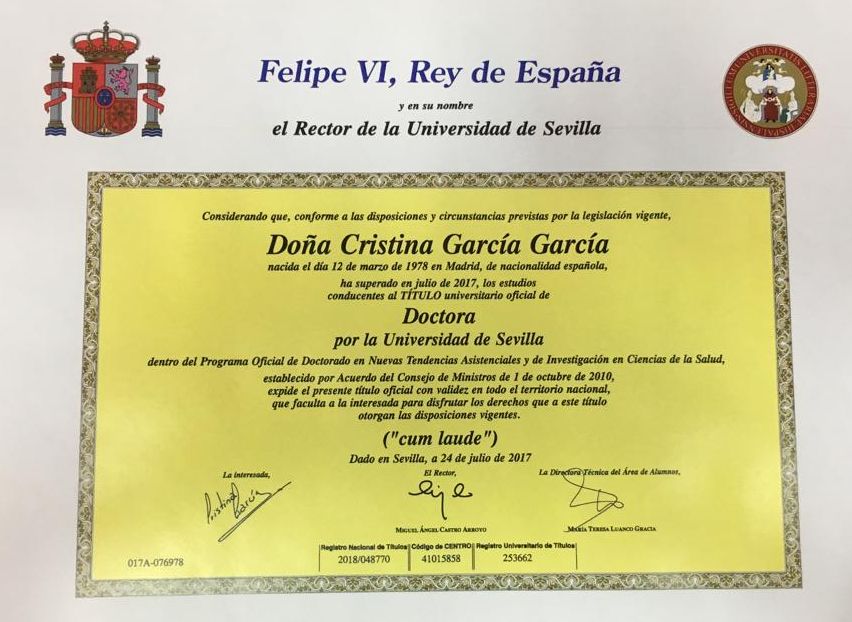 Felipe VI, Rey de España
y en su nombre
el Rector de la Universidad de Sevilla
Considerando que, conforme a las disposiciones y circunstancias previstas por la legislación vigente,
Doña Cristina García García
nacida el día 12 de marzo de 1978 en Madrid, de nacionalidad española,
ha superado en julio de 2017, los estudios
conducentes al TÍTULO universitario oficial de
Doctora
por la Universidad de Sevilla
dentro del Programa Oficial de Doctorado en Nuevas Tendencias Asistenciales y de Investigación en Ciencias de la Salud,
establecido por Acuerdo del Consejo de Ministros de 1 de octubre de 2010,
expide el presente título oficial con validez en todo el territorio nacional,
que faculta a la interesada para disfrutar los derechos que a este título
otorgan las disposiciones vigentes.
("cum laude")
Dado en Sevilla, a 24 de julio de 2017
La interesada, El Rector, La Directora Técnica del Área de Alumnos,
Cristina García
MIGUEL ÁNGEL CASTRO ARROYO MARÍA TERESA LUANCO GRACIA
Registro Nacional de Títulos Código de CENTRO Registro Universitario de Títulos
017A-076978 2018/048770 41015858 253662